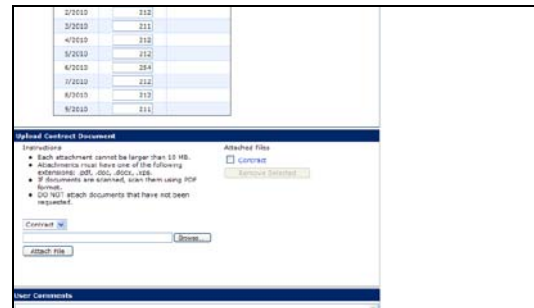 2/2010 212
3/2010 211
4/2010 212
5/2010 212
6/2010 254
7/2010 212
8/2010 212
9/2010 211
Upload Contract Document
Instructions
• Each attachment cannot be larger than 10 MB.
• Attachments must have one of the following
extensions: .pdf, .doc, .docx, .xps.
• If documents are scanned, scan them using PDF
format.
• DO NOT attach documents that have not been
requested.
Attached Files
Contract
Remove Selected
Contract
Browse...
Attach File
User Comments